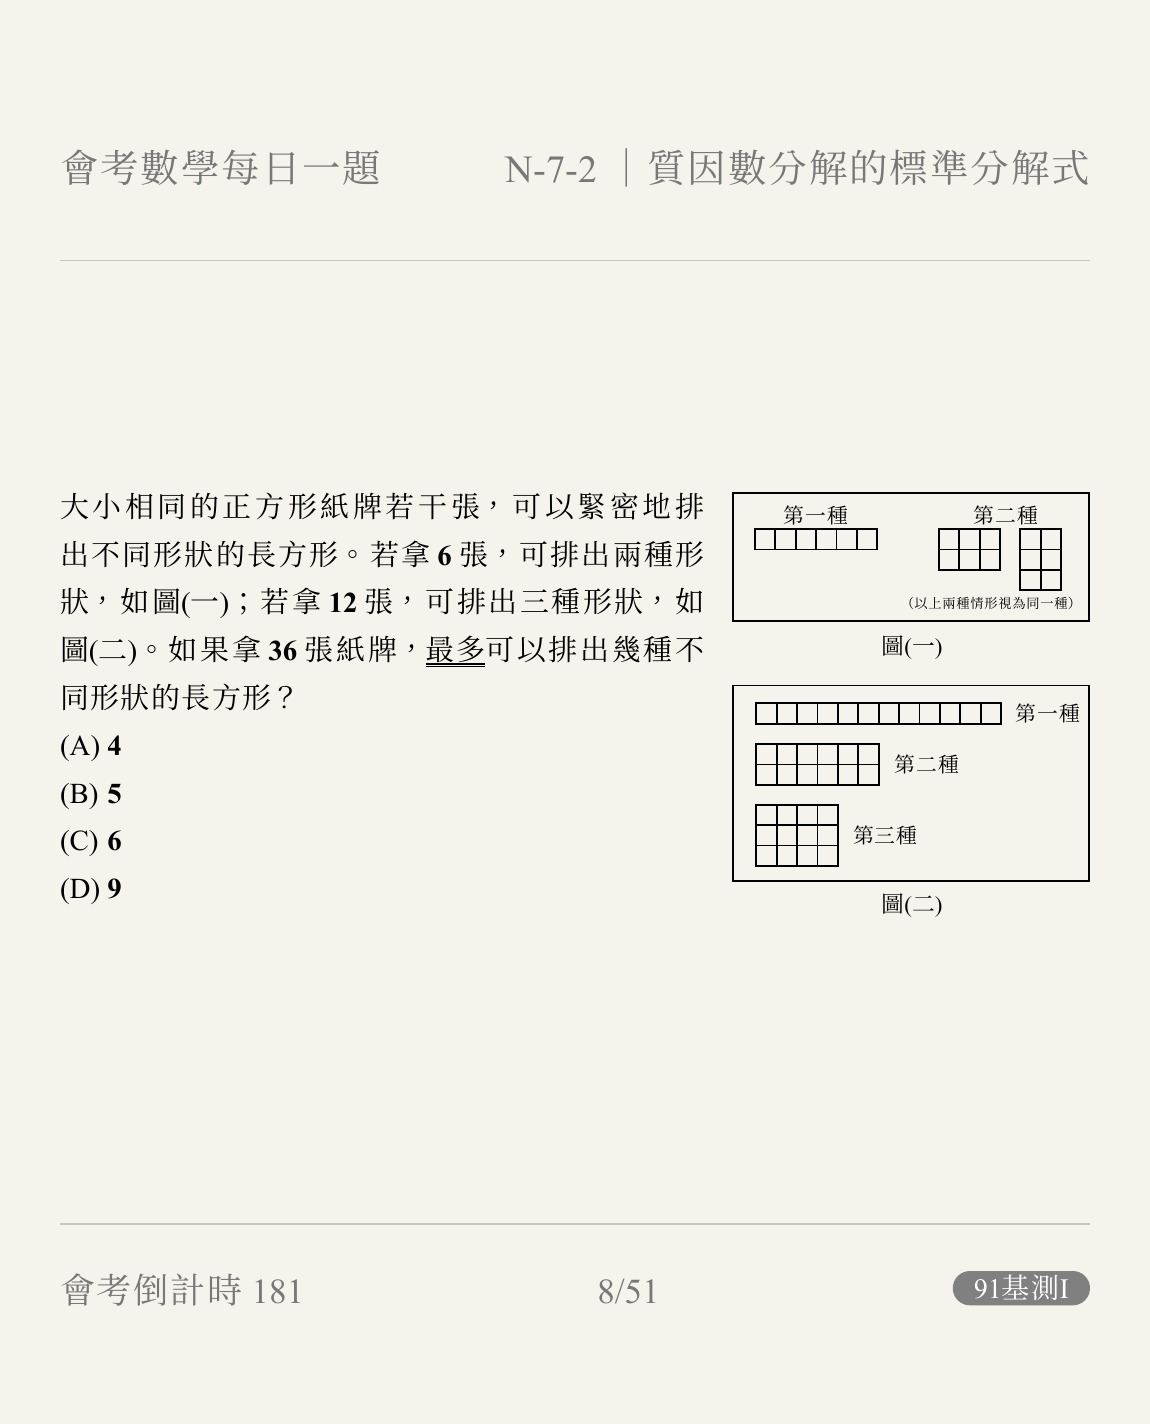 會考數學每日一題
N-7-2｜質因數分解的標準分解式
大小相同的正方形紙牌若干張，可以緊密地排
出不同形狀的長方形。若拿 6 張，可排出兩種形
狀，如圖(一)；若拿 12 張，可排出三種形狀，如
圖(二)。如果拿 36 張紙牌，最多可以排出幾種不
同形狀的長方形？
(A) 4
(B) 5
(C) 6
(D) 9
第一種
第二種
（以上兩種情形視為同一種）
圖(一)
第一種
第二種
第三種
圖(二)
會考倒計時 181
8/51
91基測I